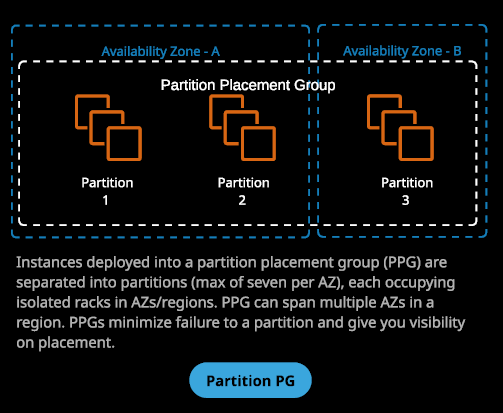 Availability Zone - A
Availability Zone - B
Partition Placement Group
Partition
1
Partition
2
Partition
3
Instances deployed into a partition placement group (PPG) are
separated into partitions (max of seven per AZ), each occupying
isolated racks in AZs/regions. PPG can span multiple AZs in a
region. PPGs minimize failure to a partition and give you visibility
on placement.
Partition PG